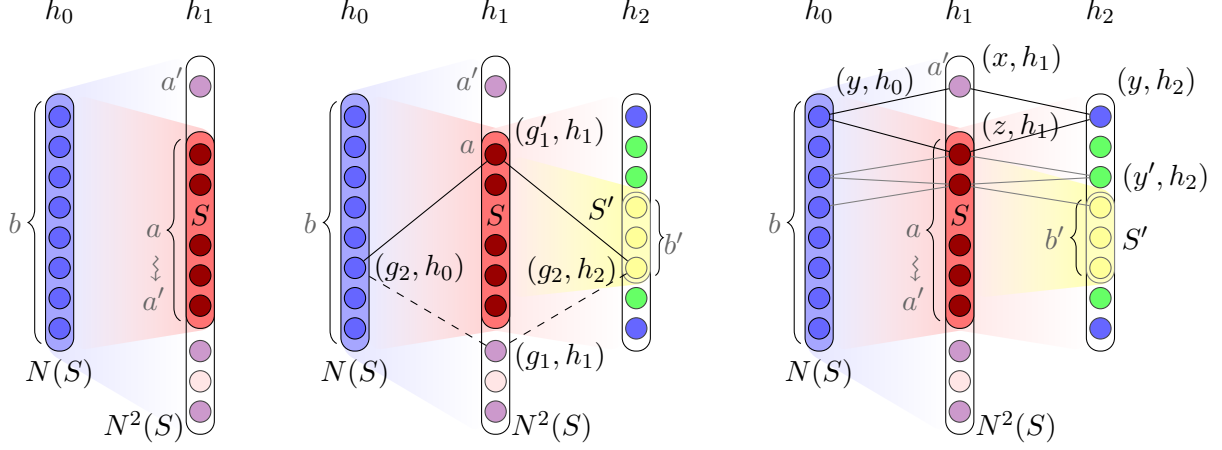 h₀ h₁
a′
b
a
S
a′
N(S)
N²(S)
h₀ h₁ h₂
a′
a
(g′₁, h₁)
b
S
S′
b′
(g₂, h₀)
(g₂, h₂)
(g₁, h₁)
N(S)
N²(S)
h₀ h₁ h₂
a′
(x, h₁)
(y, h₀)
(y, h₂)
(z, h₁)
(y′, h₂)
b
a
S
b′
S′
a′
N(S)
N²(S)